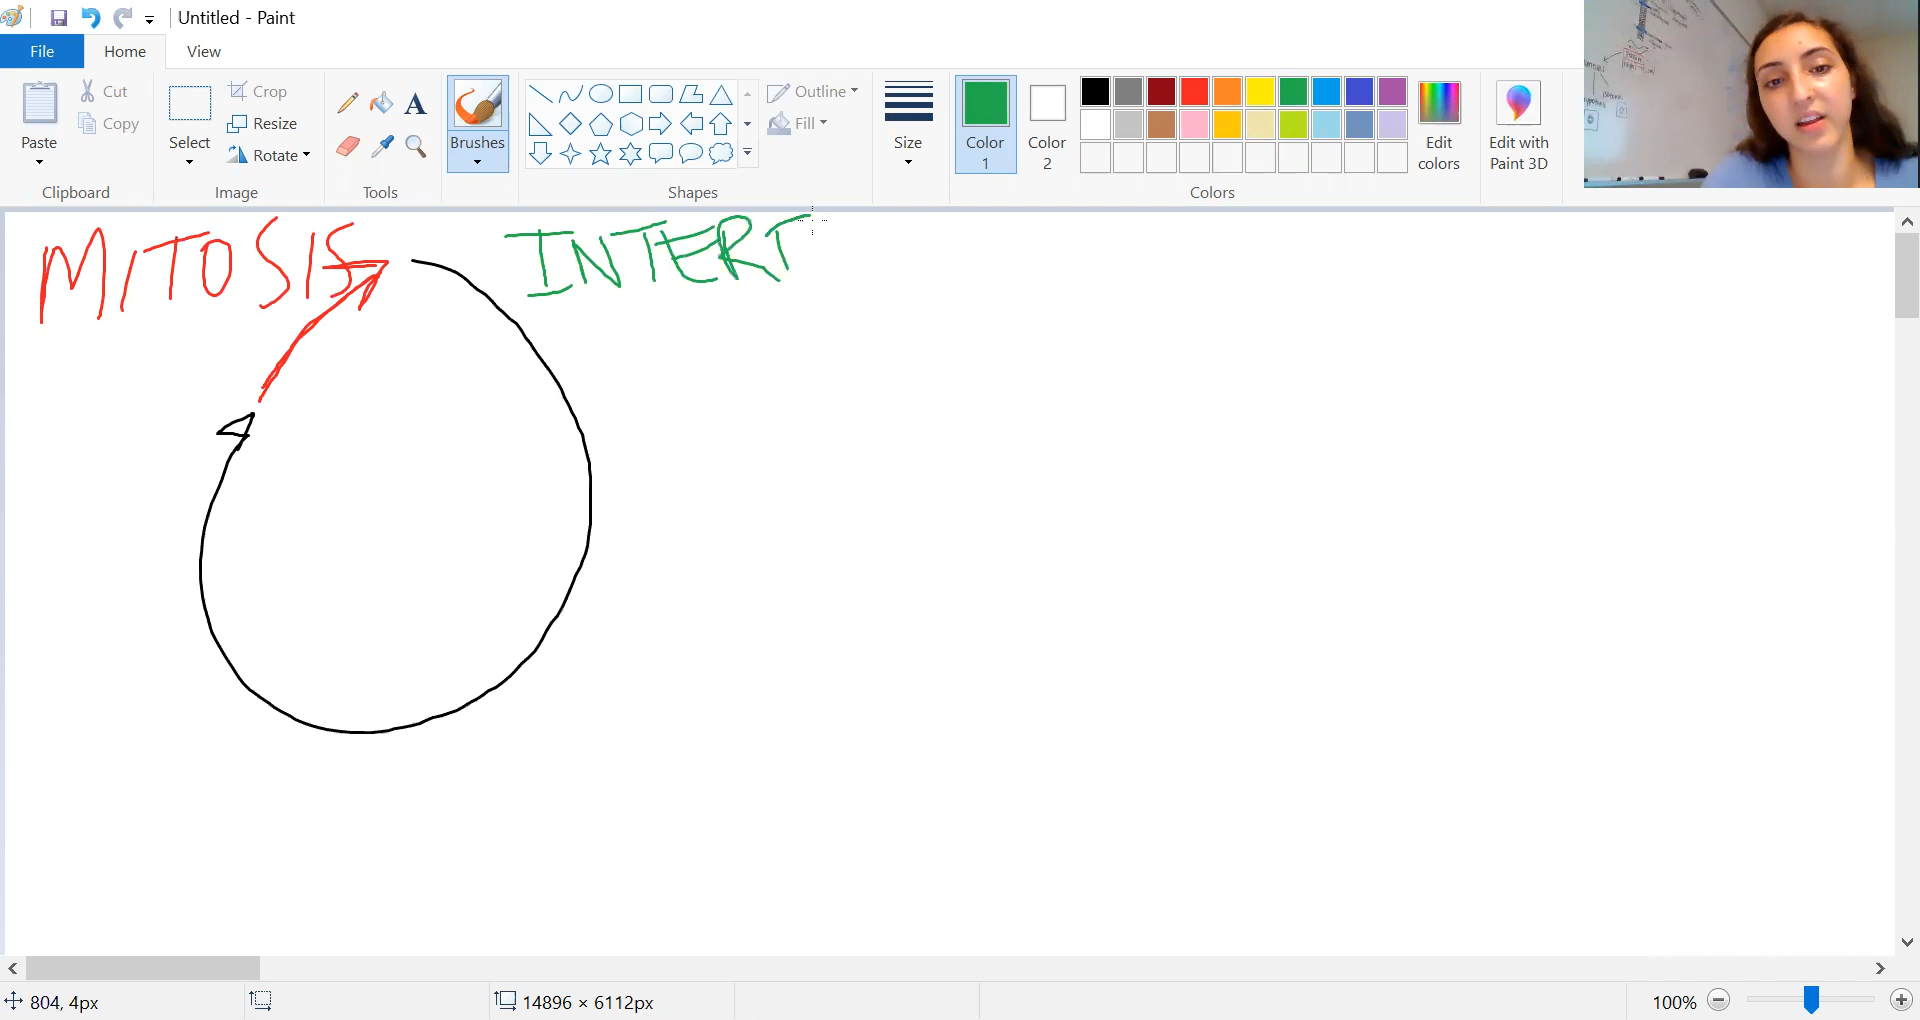 Untitled - Paint
File Home View
Paste
Cut
Copy
Clipboard
Select
Crop
Resize
Rotate
Image
Tools
Brushes
Shapes
Outline
Fill
Size
Color 1
Color 2
Colors
Edit colors
Edit with Paint 3D
MITOSIS INTER
804, 4px
14896 × 6112px
100%